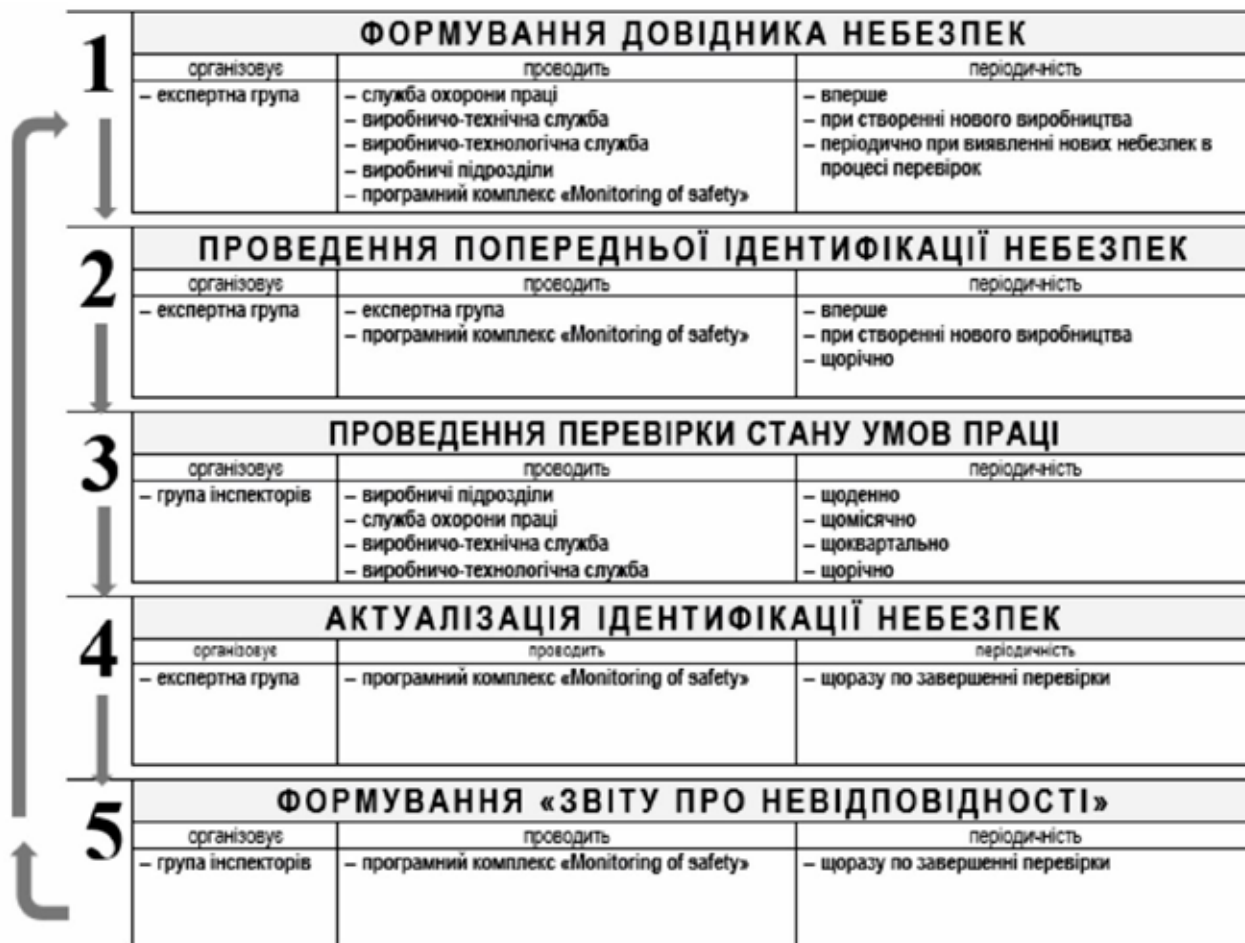 1
ФОРМУВАННЯ ДОВІДНИКА НЕБЕЗПЕК
організовує
проводить
періодичність
– експертна група
– служба охорони праці
– виробничо-технічна служба
– виробничо-технологічна служба
– виробничі підрозділи
– програмний комплекс «Monitoring of safety»
– вперше
– при створенні нового виробництва
– періодично при виявленні нових небезпек в
процесі перевірок
2
ПРОВЕДЕННЯ ПОПЕРЕДНЬОЇ ІДЕНТИФІКАЦІЇ НЕБЕЗПЕК
організовує
проводить
періодичність
– експертна група
– експертна група
– програмний комплекс «Monitoring of safety»
– вперше
– при створенні нового виробництва
– щорічно
3
ПРОВЕДЕННЯ ПЕРЕВІРКИ СТАНУ УМОВ ПРАЦІ
організовує
проводить
періодичність
– група інспекторів
– виробничі підрозділи
– служба охорони праці
– виробничо-технічна служба
– виробничо-технологічна служба
– щоденно
– щомісячно
– щоквартально
– щорічно
4
АКТУАЛІЗАЦІЯ ІДЕНТИФІКАЦІЇ НЕБЕЗПЕК
організовує
проводить
періодичність
– експертна група
– програмний комплекс «Monitoring of safety»
– щоразу по завершенні перевірки
5
ФОРМУВАННЯ «ЗВІТУ ПРО НЕВІДПОВІДНОСТІ»
організовує
проводить
періодичність
– група інспекторів
– програмний комплекс «Monitoring of safety»
– щоразу по завершенні перевірки